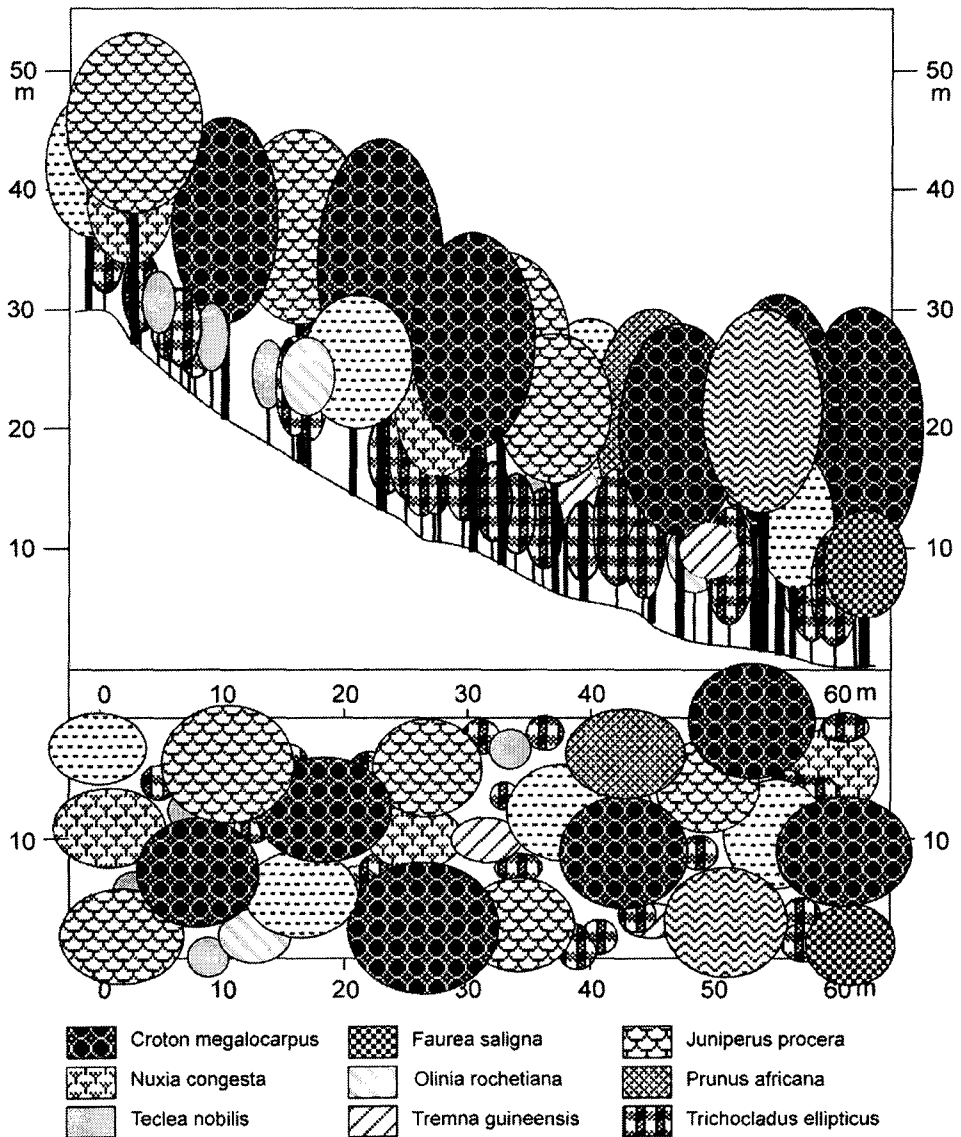 50 50
m m
40 40
30 30
20 20
10 10
0 10 20 30 40 60 m
10 10
0 10 20 30 40 50 60 m
Croton megalocarpus Faurea saligna Juniperus procera
Nuxia congesta Olinia rochetiana Prunus africana
Teclea nobilis Tremna guineensis Trichocladus ellipticus